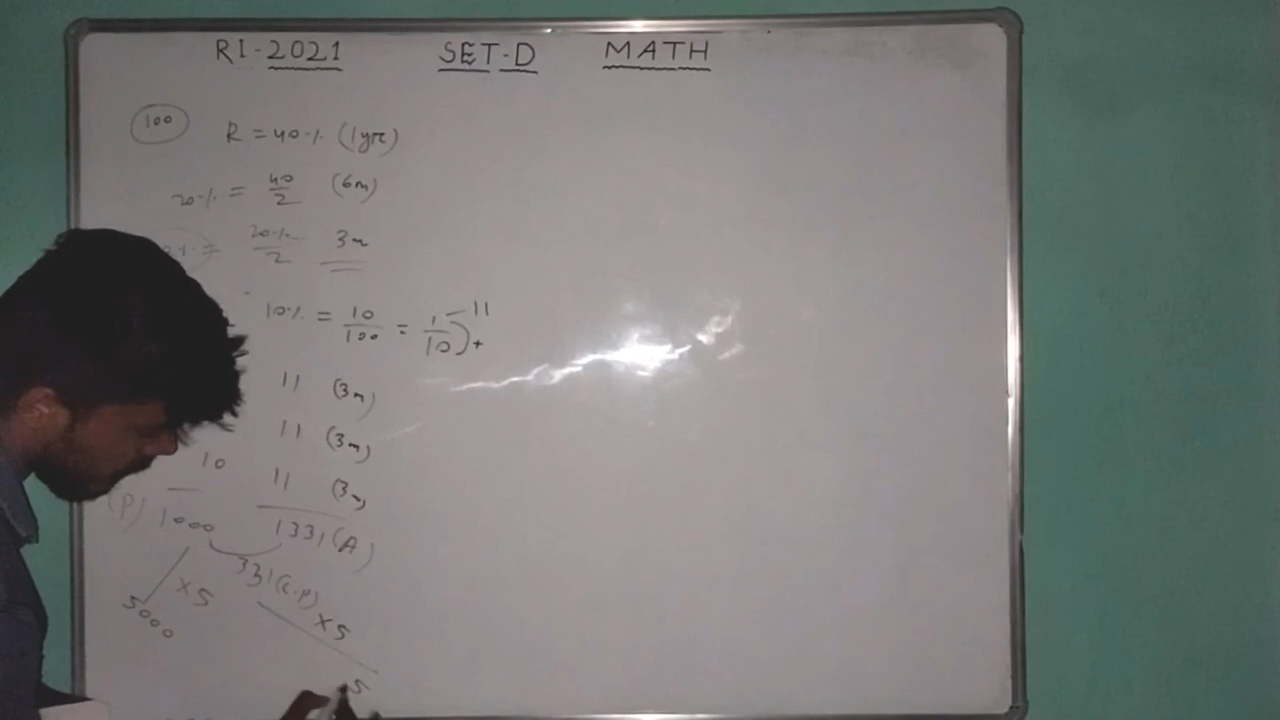 RI-2021 SET-D MATH
100
R = 40% (1yr)
20% = 40/2 (6m)
20%/2 3m
10% = 10/100 = 1/10 11
+
11 (3m)
11 (3m)
10 11 (3m)
(P) 1000 1331 (A)
331 (C.P)
×5 ×5
5000
5